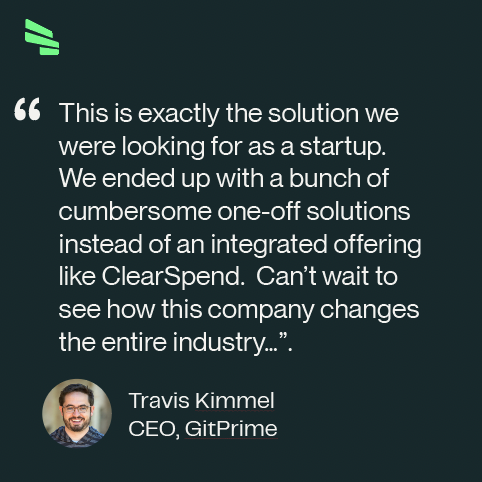 “ This is exactly the solution we
were looking for as a startup.
We ended up with a bunch of
cumbersome one-off solutions
instead of an integrated offering
like ClearSpend.  Can’t wait to
see how this company changes
the entire industry...”.
Travis Kimmel
CEO, GitPrime